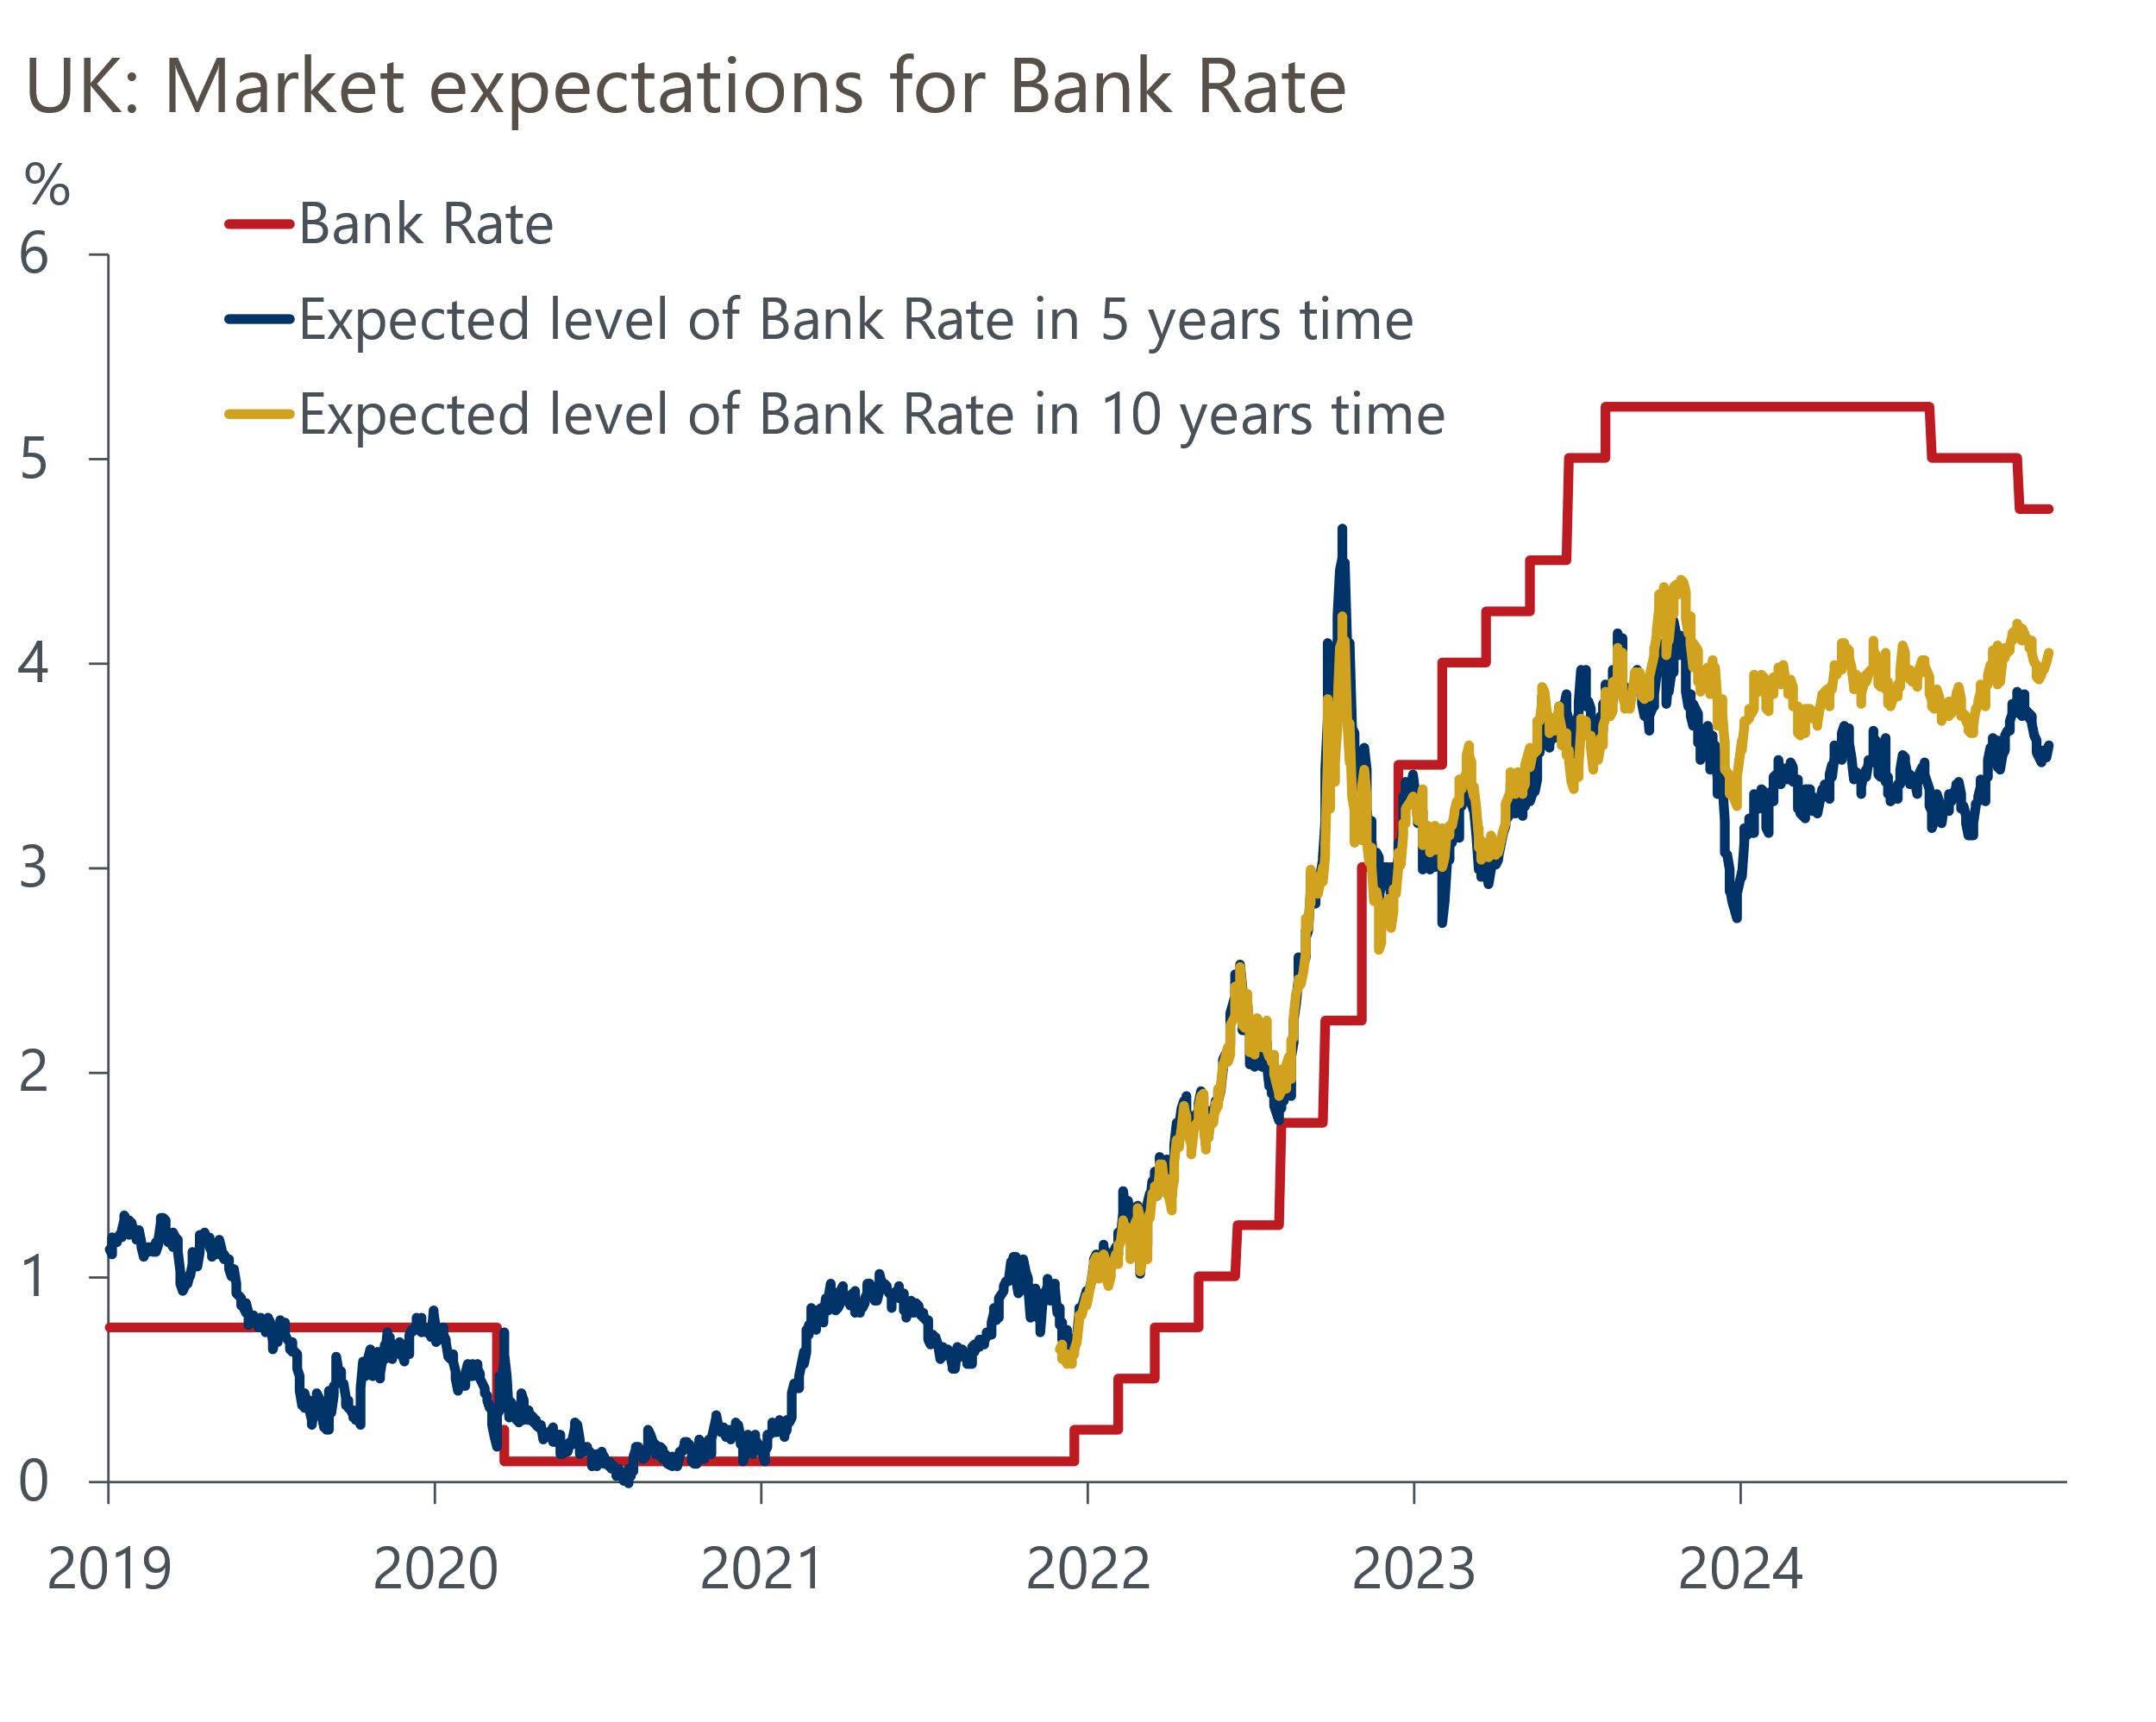 UK: Market expectations for Bank Rate
%
Bank Rate
Expected level of Bank Rate in 5 years time
Expected level of Bank Rate in 10 years time
6
5
4
3
2
1
0
2019 2020 2021 2022 2023 2024